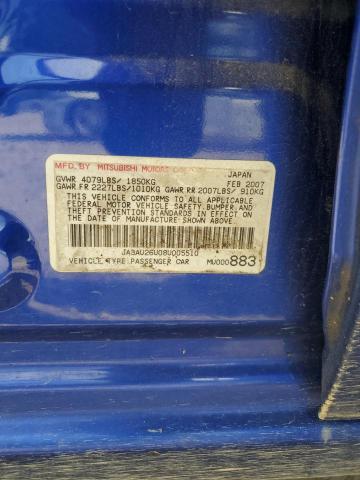 MFD. BY MITSUBISHI MOTORS
JAPAN
GVWR 4079LBS/ 1850KG
FEB 2007
GAWR FR 2227LBS/1010KG GAWR RR 2007LBS/ 910KG
THIS VEHICLE CONFORMS TO ALL APPLICABLE
FEDERAL MOTOR VEHICLE SAFETY, BUMPER, AND
THEFT PREVENTION STANDARDS IN EFFECT ON
THE DATE OF MANUFACTURE SHOWN ABOVE.
JA3AU26U08U005510
VEHICLE TYPE PASSENGER CAR
MU000883